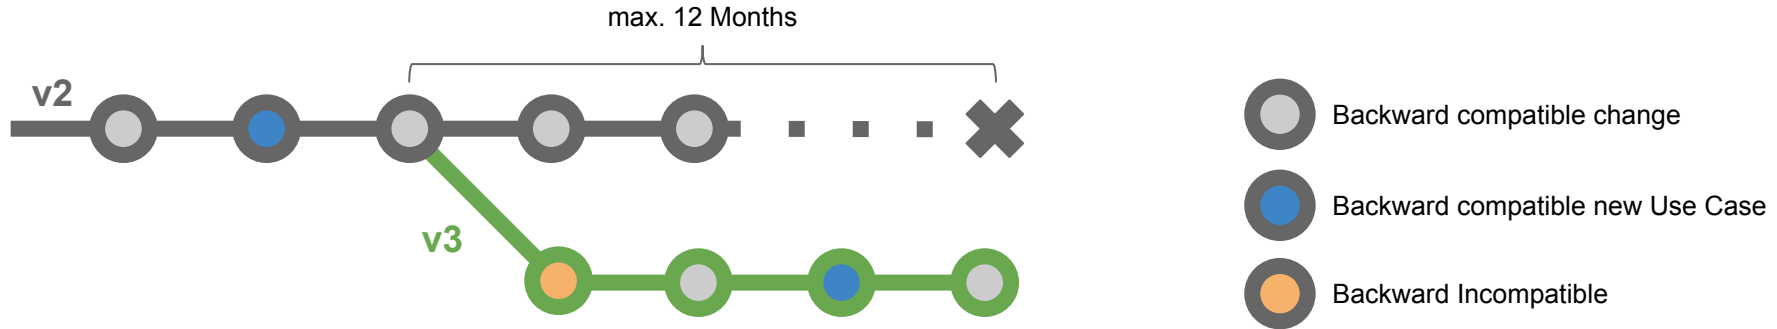 max. 12 Months
v2
v3
Backward compatible change
Backward compatible new Use Case
Backward Incompatible